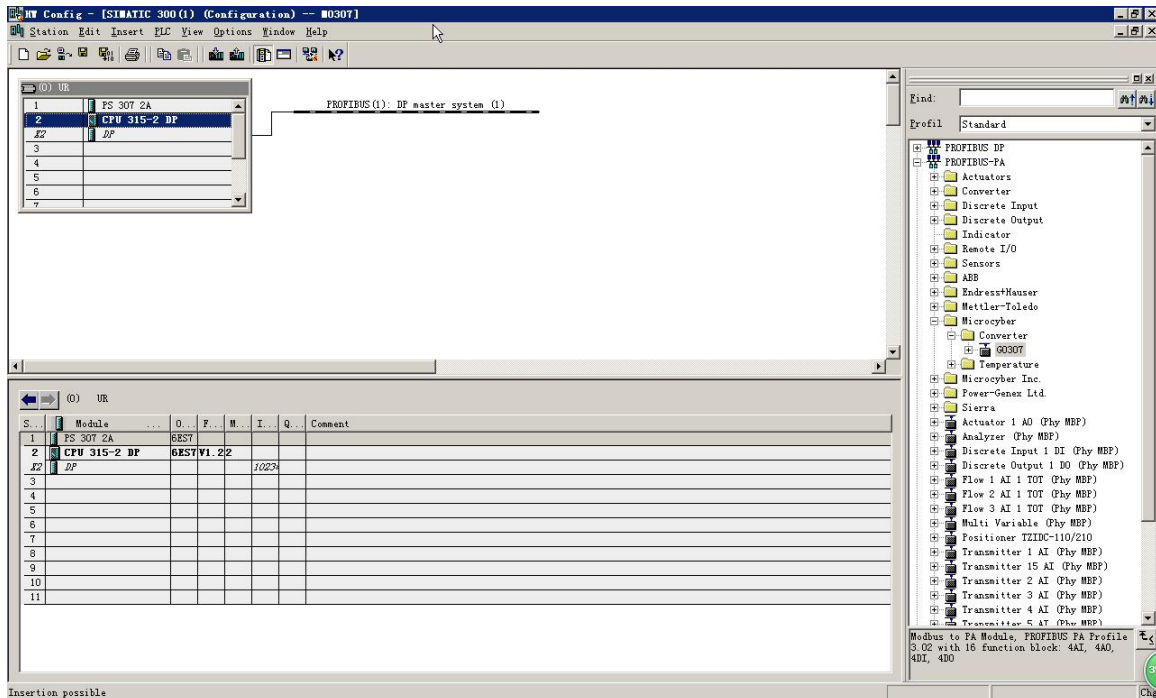 HW Config - [SIMATIC 300(1) (Configuration) -- M0307]
Station Edit Insert PLC View Options Window Help
(0) UR
1 PS 307 2A
2 CPU 315-2 DP
X2 DP
3
4
5
6
7
PROFIBUS(1): DP master system (1)
Find:
Profil Standard
PROFIBUS DP
PROFIBUS-PA
Actuators
Converter
Discrete Input
Discrete Output
Indicator
Remote I/O
Sensors
ABB
Endress+Hauser
Mettler-Toledo
Microcyber
Converter
G0307
Temperature
Microcyber Inc.
Power-Genex Ltd.
Sierra
Actuator 1 AO (Phy MBP)
Analyzer (Phy MBP)
Discrete Input 1 DI (Phy MBP)
Discrete Output 1 DO (Phy MBP)
Flow 1 AI 1 TOT (Phy MBP)
Flow 2 AI 1 TOT (Phy MBP)
Flow 3 AI 1 TOT (Phy MBP)
Multi Variable (Phy MBP)
Positioner TZIDC-110/210
Transmitter 1 AI (Phy MBP)
Transmitter 15 AI (Phy MBP)
Transmitter 2 AI (Phy MBP)
Transmitter 3 AI (Phy MBP)
Transmitter 4 AI (Phy MBP)
Transmitter 5 AI (Phy MBP)
Modbus to PA Module, PROFIBUS PA Profile
3.02 with 16 function block: 4AI, 4AO,
4DI, 4DO
(0) UR
S... Module ... O... F... M... I... Q... Comment
1 PS 307 2A 6ES7
2 CPU 315-2 DP 6ES7 V1.2 2
X2 DP 1023*
3
4
5
6
7
8
9
10
11
Insertion possible
Chg